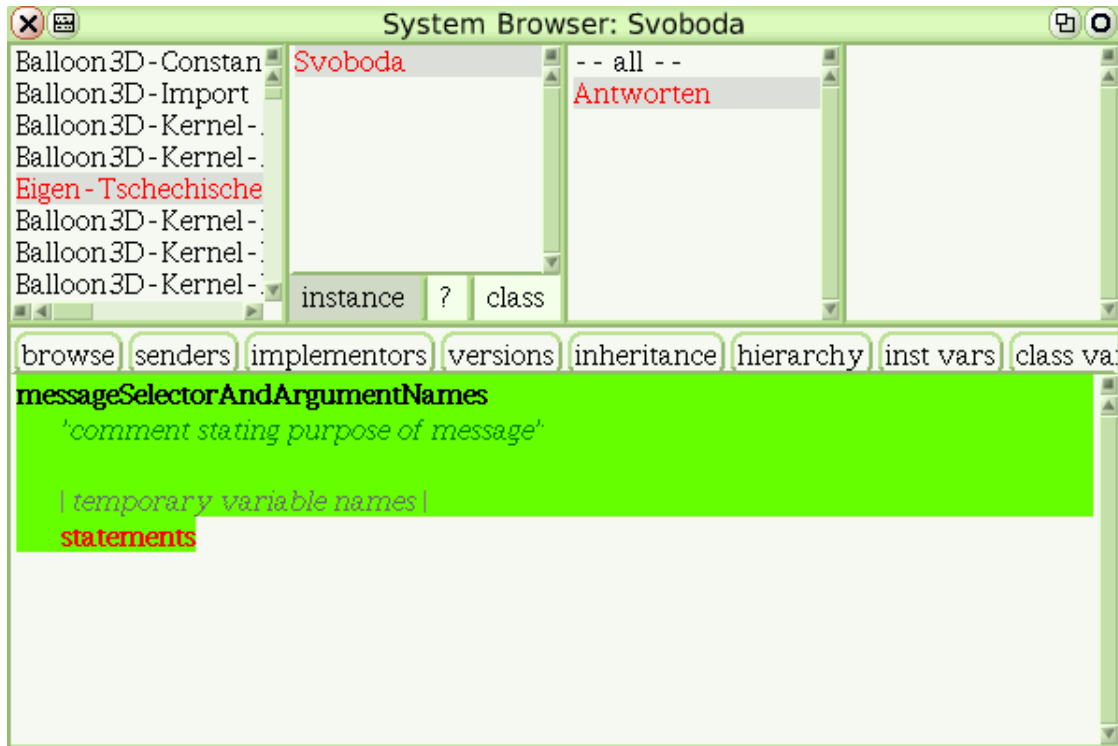 System Browser: Svoboda
Balloon3D-Constan
Balloon3D-Import
Balloon3D-Kernel-.
Balloon3D-Kernel-.
Eigen-Tschechische
Balloon3D-Kernel-
Balloon3D-Kernel-
Balloon3D-Kernel-
Svoboda
instance ? class
-- all --
Antworten
browse senders implementors versions inheritance hierarchy inst vars class va
messageSelectorAndArgumentNames
"comment stating purpose of message"
| temporary variable names |
statements